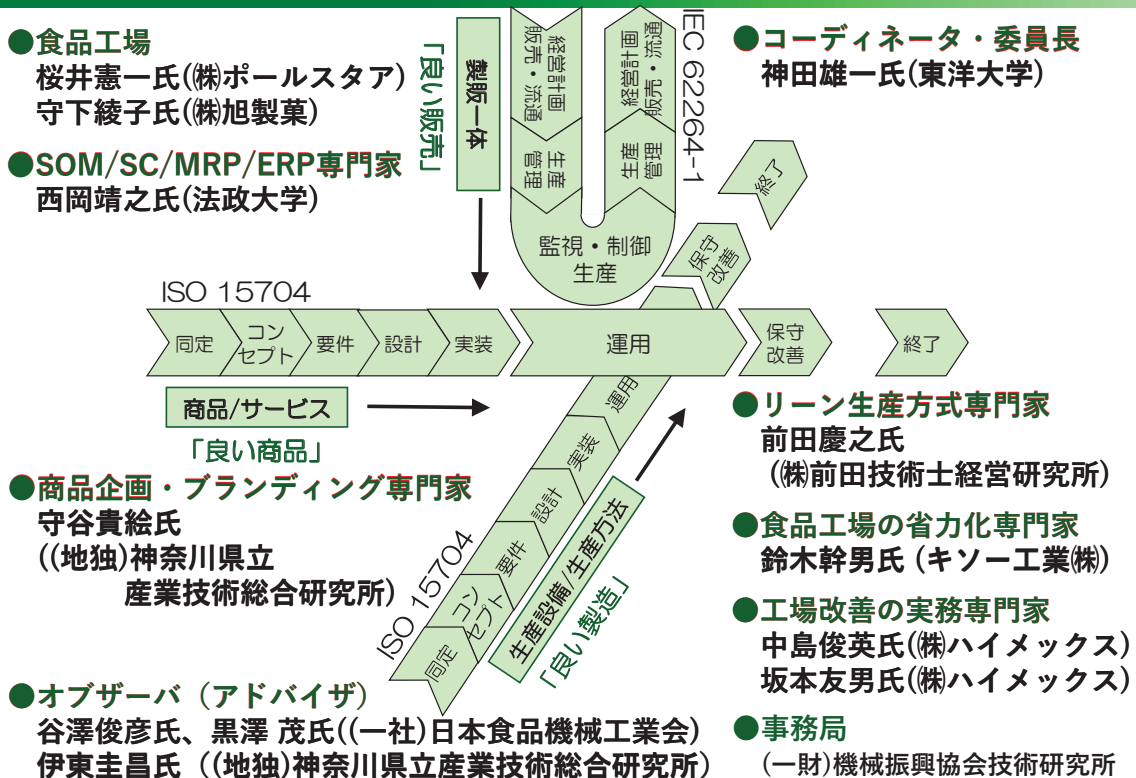 ●食品工場
桜井憲一氏(㈱ポールスタア)
守下綾子氏(㈱旭製菓)
●SOM/SC/MRP/ERP専門家
西岡靖之氏(法政大学)
「良い販売」
製販一体
経営計画
販売・流通
生産
管理
経営計画
販売・流通
生産
管理
IEC 62264-1
監視・制御
生産
●コーディネータ・委員長
神田雄一氏(東洋大学)
終了
保守
改善
ISO 15704
同定
コン
セプト
要件
設計
実装
運用
保守
改善
終了
商品/サービス
「良い商品」
運用
実装
設計
要件
コン
セプト
同定
ISO 15704
生産設備/生産方法
「良い製造」
●商品企画・ブランディング専門家
守谷貴絵氏
((地独)神奈川県立
産業技術総合研究所)
●オブザーバ（アドバイザ）
谷澤俊彦氏、黒澤 茂氏((一社)日本食品機械工業会)
伊東圭昌氏（(地独)神奈川県立産業技術総合研究所）
●リーン生産方式専門家
前田慶之氏
(㈱前田技術士経営研究所)
●食品工場の省力化専門家
鈴木幹男氏 (キソー工業㈱)
●工場改善の実務専門家
中島俊英氏(㈱ハイメックス)
坂本友男氏(㈱ハイメックス)
●事務局
(一財)機械振興協会技術研究所